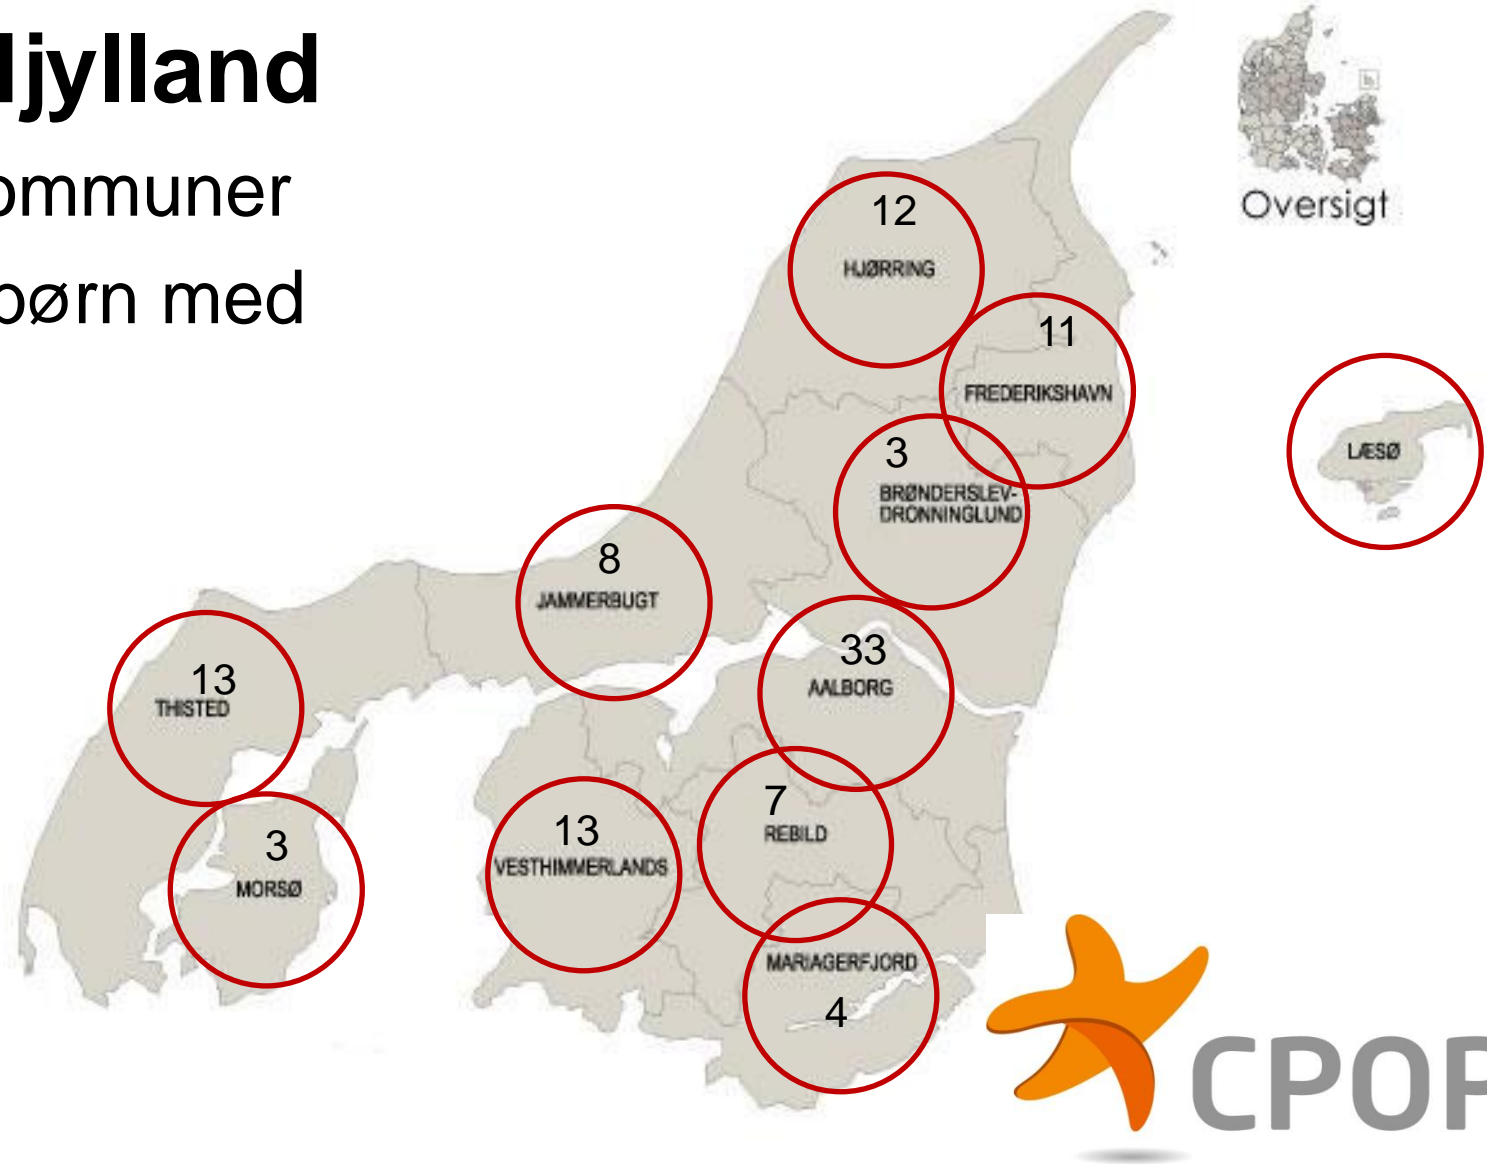 djylland
ommuner
børn med
Oversigt
12
HJØRRING
11
FREDERIKSHAVN
3
BRØNDERSLEV-
DRONNINGLUND
LÆSØ
8
JAMMERBUGT
33
AALBORG
13
THISTED
7
REBILD
13
VESTHIMMERLANDS
3
MORSØ
MARIAGERFJORD
4
CPOP